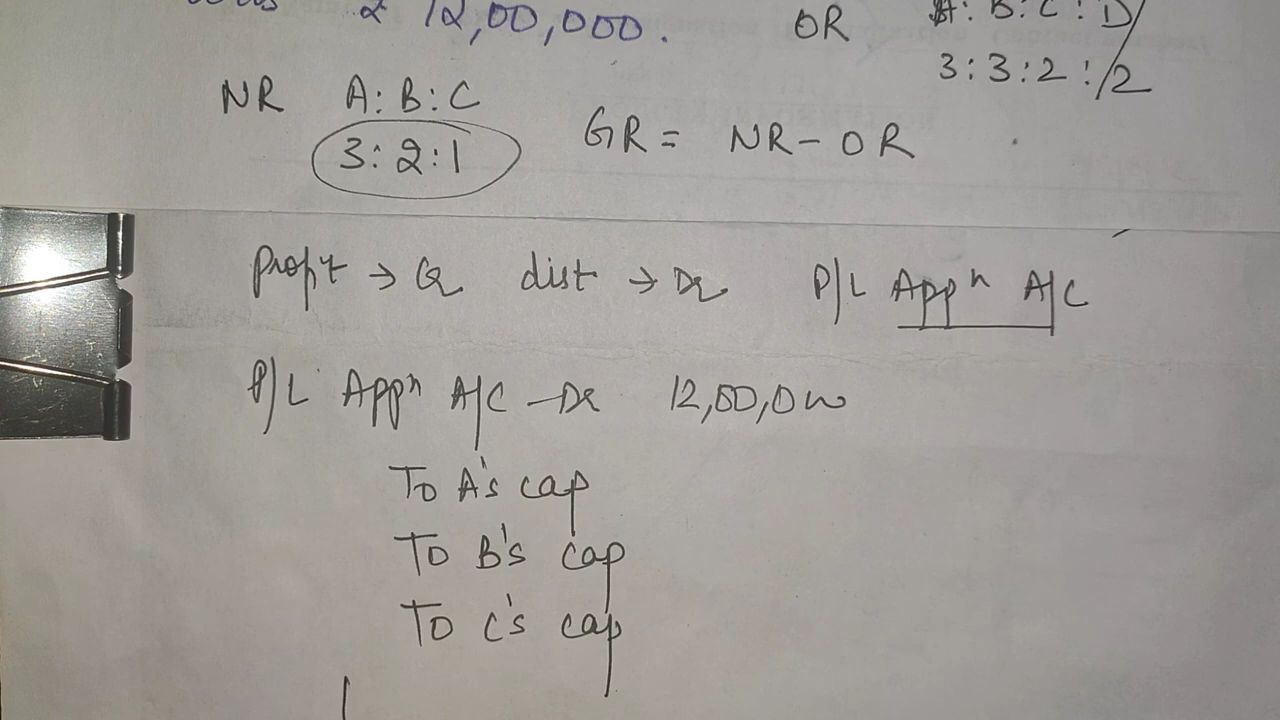 ₹ 12,00,000. OR A: B: C: D
3:3:2:2
NR A:B:C
3:2:1 GR = NR - OR
Profit → Cr dist → Dr P/L Appn A/C
P/L Appn A/C - Dr 12,00,000
To A's cap
To B's cap
To C's cap